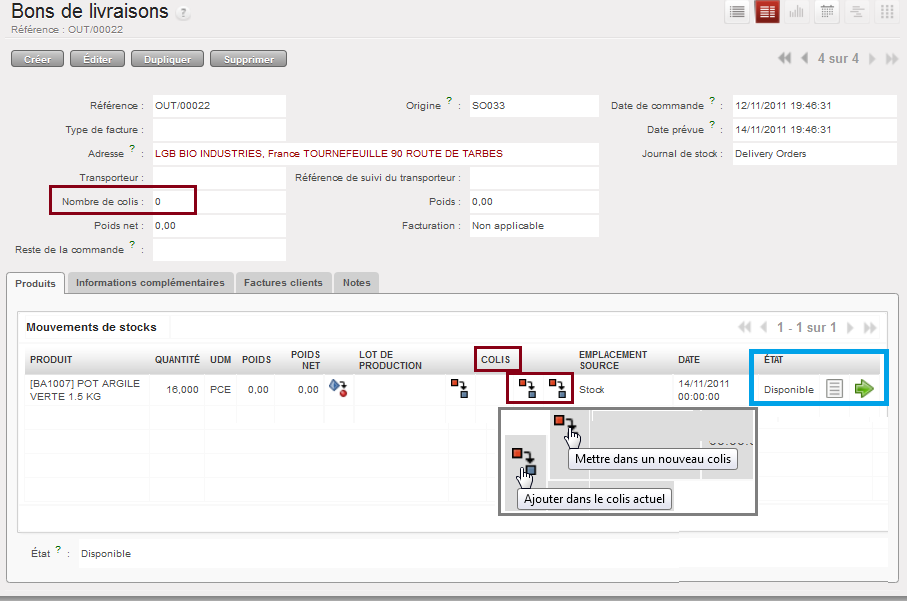 Bons de livraisons ?
Référence : OUT/00022
Créer Éditer Dupliquer Supprimer
4 sur 4
Référence : OUT/00022 Origine ? : SO033 Date de commande ? : 12/11/2011 19:46:31
Type de facture : Date prévue ? : 14/11/2011 19:46:31
Adresse ? : LGB BIO INDUSTRIES, France TOURNEFEUILLE 90 ROUTE DE TARBES Journal de stock : Delivery Orders
Transporteur : Référence de suivi du transporteur :
Nombre de colis : 0 Poids : 0,00
Poids net : 0,00 Facturation : Non applicable
Reste de la commande ? :
Produits Informations complémentaires Factures clients Notes
Mouvements de stocks 1 - 1 sur 1
PRODUIT QUANTITÉ UDM POIDS POIDS NET LOT DE PRODUCTION COLIS EMPLACEMENT SOURCE DATE ÉTAT
[BA1007] POT ARGILE VERTE 1.5 KG 16,000 PCE 0,00 0,00 Stock 14/11/2011 00:00:00 Disponible
Mettre dans un nouveau colis
Ajouter dans le colis actuel
État ? : Disponible